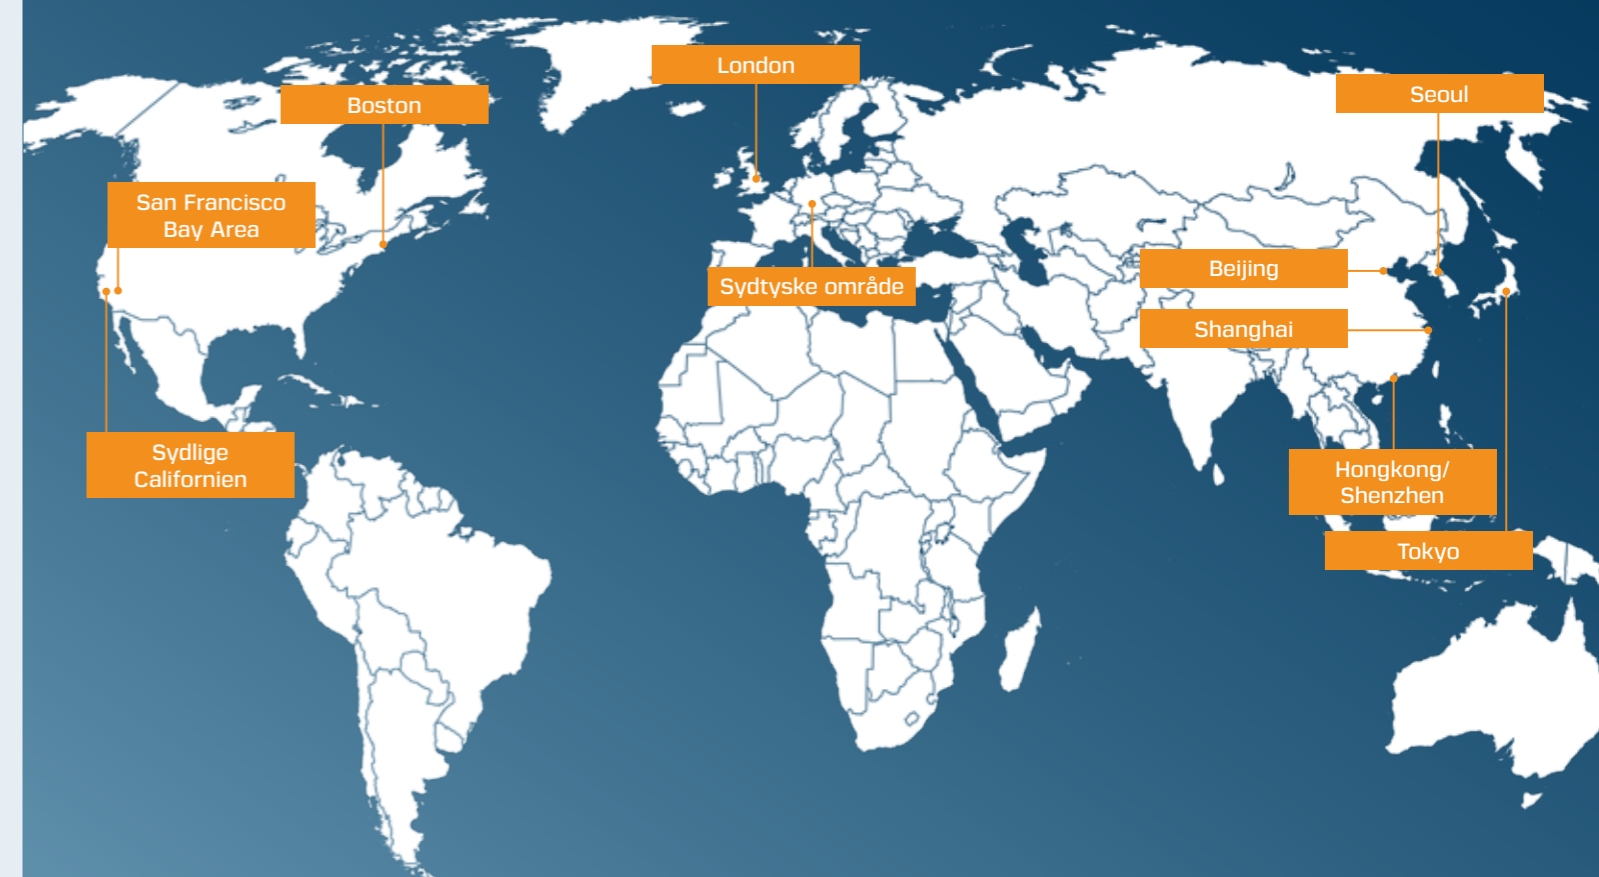 London
Seoul
Boston
San Francisco
Bay Area
Beijing
Sydtyske område
Shanghai
Sydlige
Californien
Hongkong/
Shenzhen
Tokyo